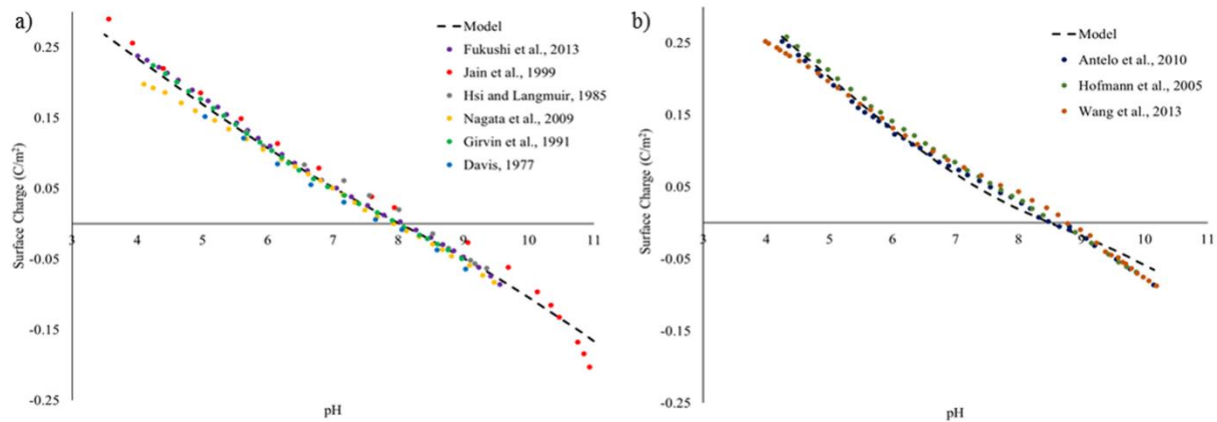 a)
Surface Charge (C/m²)
0.25
0.15
0.05
-0.05
-0.15
-0.25
3 4 5 6 7 8 9 10 11
pH
Model
Fukushi et al., 2013
Jain et al., 1999
Hsi and Langmuir, 1985
Nagata et al., 2009
Girvin et al., 1991
Davis, 1977
b)
Surface Charge (C/m²)
0.25
0.15
0.05
-0.05
-0.15
-0.25
3 4 5 6 7 8 9 10 11
pH
Model
Antelo et al., 2010
Hofmann et al., 2005
Wang et al., 2013